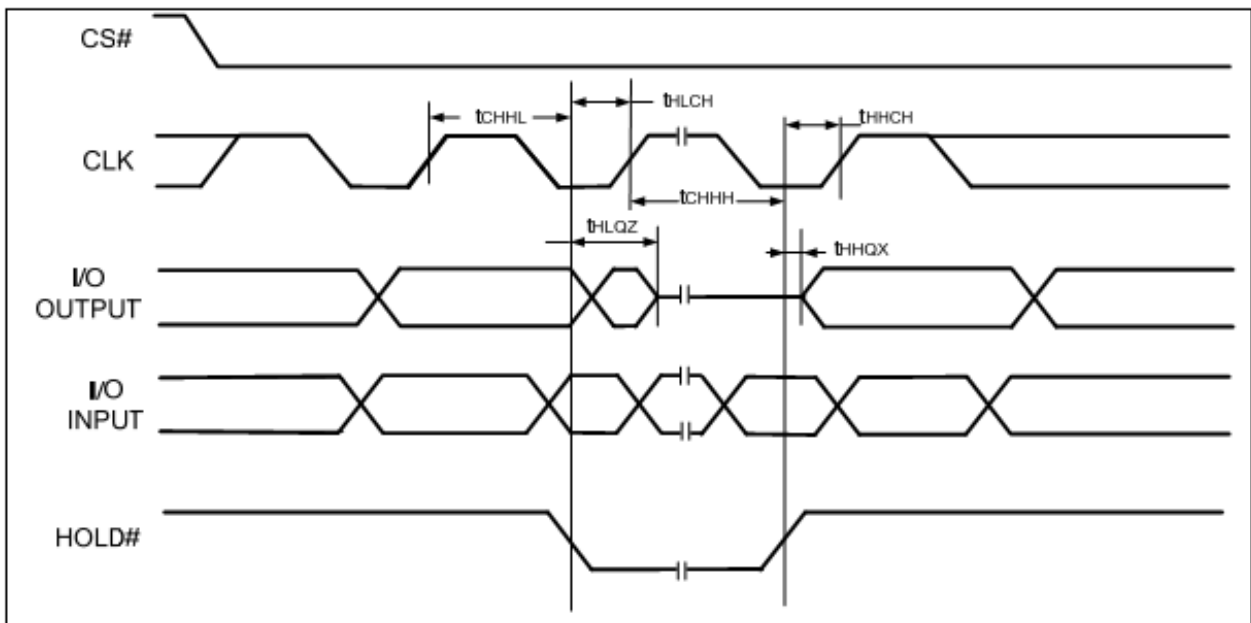 CS#
tHLCH
tHHCH
tCHHL
CLK
tCHHH
tHLQZ
tHHQX
I/O
OUTPUT
I/O
INPUT
HOLD#